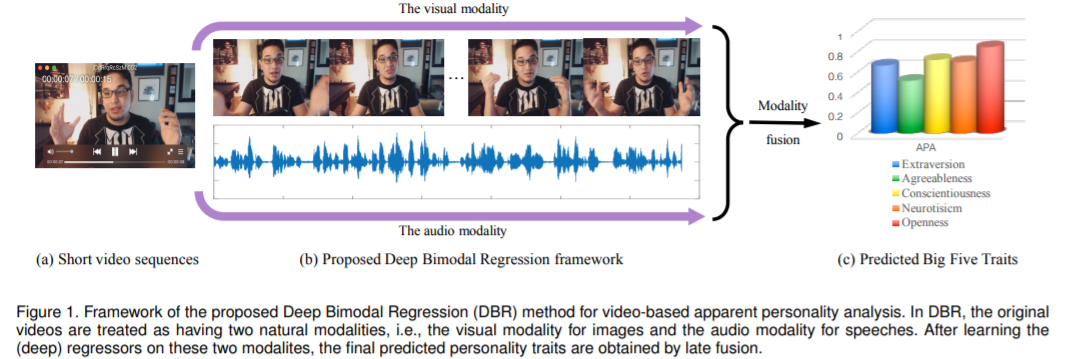 The visual modality
00:00:07 / 00:00:15
00:00:07
...
Modality
fusion
1
0.8
0.6
0.4
0.2
0
APA
Extraversion
Agreeableness
Conscientiousness
Neurotisicm
Openness
The audio modality
(a) Short video sequences
(b) Proposed Deep Bimodal Regression framework
(c) Predicted Big Five Traits
Figure 1. Framework of the proposed Deep Bimodal Regression (DBR) method for video-based apparent personality analysis. In DBR, the original
videos are treated as having two natural modalities, i.e., the visual modality for images and the audio modality for speeches. After learning the
(deep) regressors on these two modalites, the final predicted personality traits are obtained by late fusion.